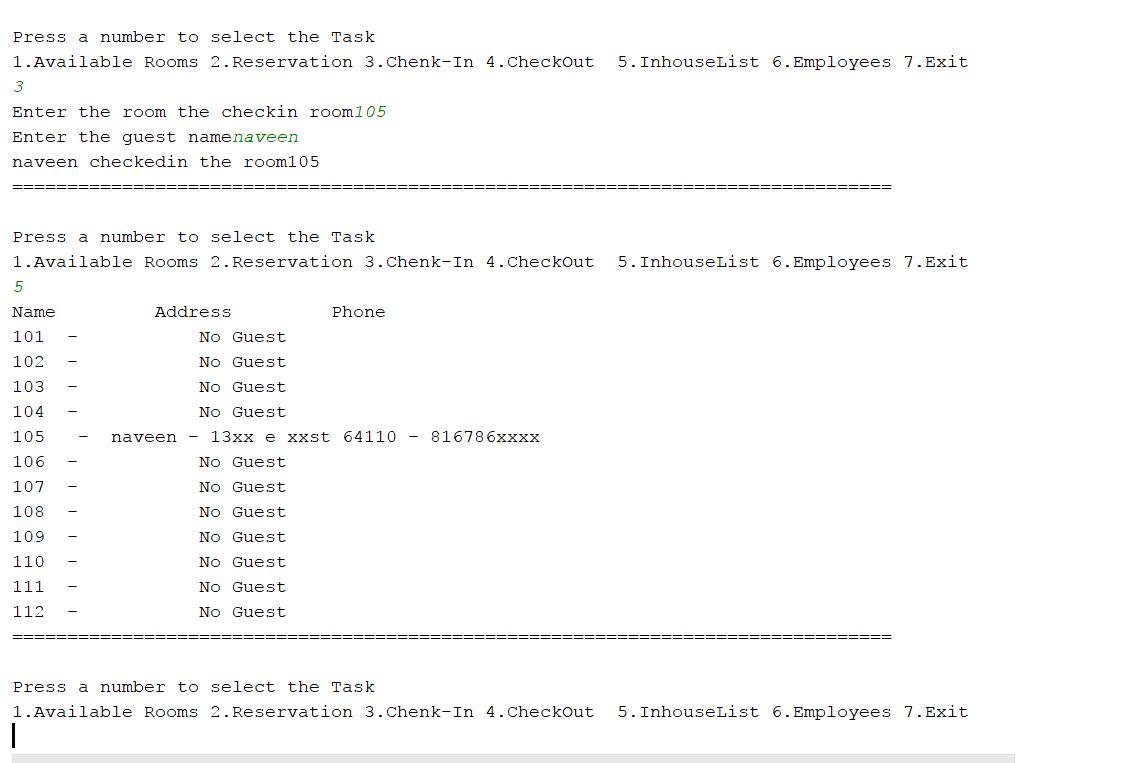 Press a number to select the Task
1.Available Rooms 2.Reservation 3.Chenk-In 4.CheckOut  5.InhouseList 6.Employees 7.Exit
3
Enter the room the checkin room105
Enter the guest namenaveen
naveen checkedin the room105
================================================================================
Press a number to select the Task
1.Available Rooms 2.Reservation 3.Chenk-In 4.CheckOut  5.InhouseList 6.Employees 7.Exit
5
Name         Address         Phone
101  -           No Guest
102  -           No Guest
103  -           No Guest
104  -           No Guest
105   -  naveen - 13xx e xxst 64110 - 816786xxxx
106  -           No Guest
107  -           No Guest
108  -           No Guest
109  -           No Guest
110  -           No Guest
111  -           No Guest
112  -           No Guest
================================================================================
Press a number to select the Task
1.Available Rooms 2.Reservation 3.Chenk-In 4.CheckOut  5.InhouseList 6.Employees 7.Exit